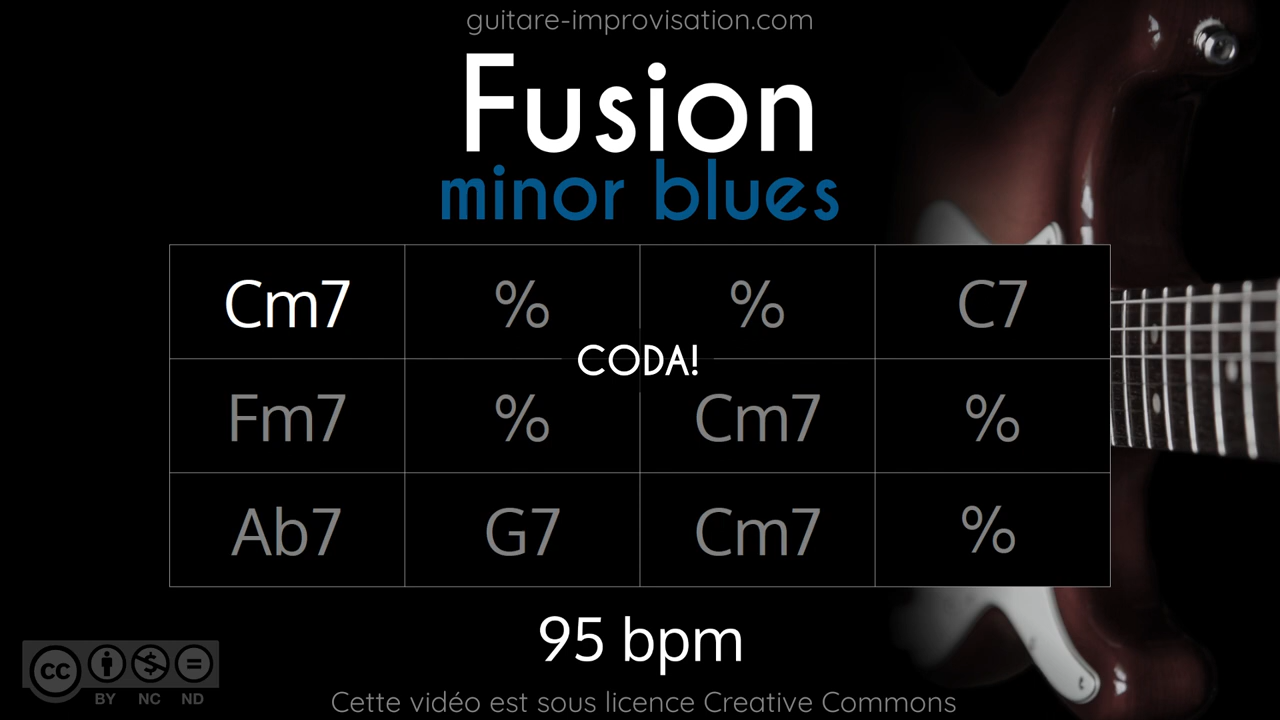 guitare-improvisation.com
Fusion
minor blues
Cm7 % % C7
CODA!
Fm7 % Cm7 %
Ab7 G7 Cm7 %
95 bpm
cc BY NC ND
Cette vidéo est sous licence Creative Commons